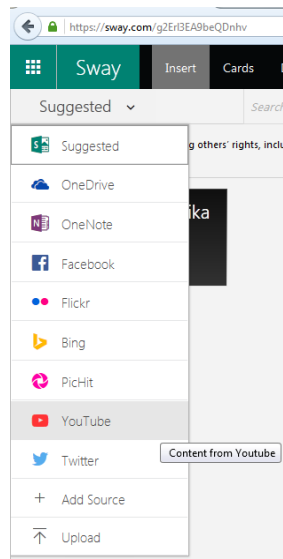 https://sway.com/g2Erl3EA9beQDnhv
Sway Insert Cards
Suggested Search
Suggested
g others' rights, inclu
OneDrive
ika
OneNote
Facebook
Flickr
Bing
PicHit
YouTube
Content from Youtube
Twitter
Add Source
Upload